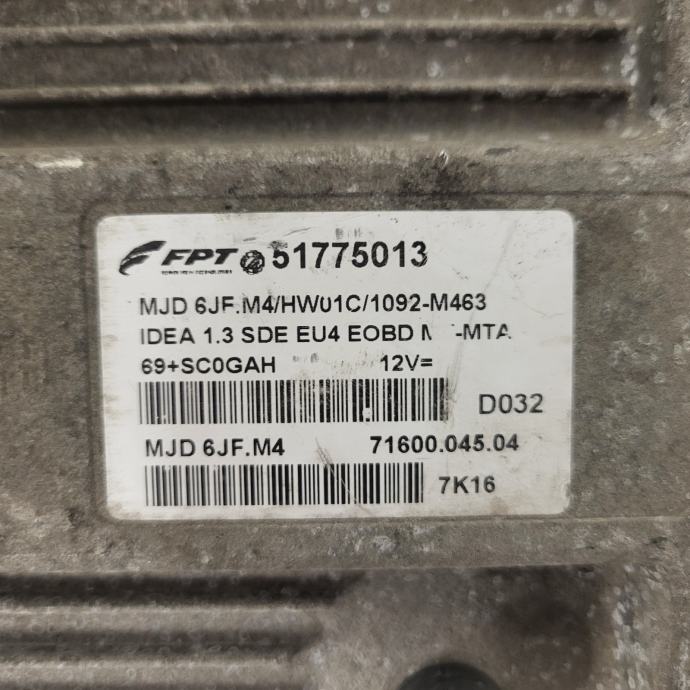 FPT 51775013
MJD 6JF.M4/HW01C/1092-M463
IDEA 1.3 SDE EU4 EOBD -MTA
69+SC0GAH 12V=
D032
MJD 6JF.M4 71600.045.04
7K16